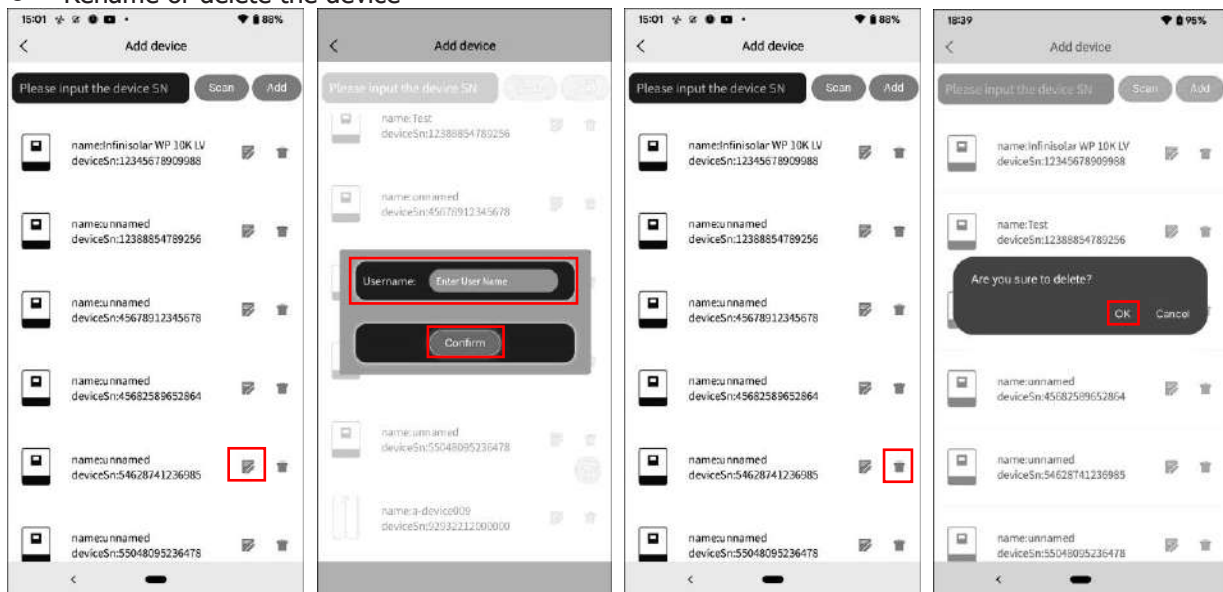 Rename or delete the device
15:01
88%
Add device
Please input the device SN
Scan
Add
name:Infinisolar WP 10K LV
deviceSn:12345678909988
name:unnamed
deviceSn:12388854789256
name:unnamed
deviceSn:45678912345678
name:unnamed
deviceSn:45682589652864
name:unnamed
deviceSn:54628741236985
name:unnamed
deviceSn:55048095236478
Add device
Please input the device SN
name:Test
deviceSn:12388854789256
name:unnamed
deviceSn:45678912345678
Username:
Enter User Name
Confirm
name:unnamed
deviceSn:55048095236478
name:a-device009
deviceSn:92932212000000
15:01
88%
Add device
Please input the device SN
Scan
Add
name:Infinisolar WP 10K LV
deviceSn:12345678909988
name:unnamed
deviceSn:12388854789256
name:unnamed
deviceSn:45678912345678
name:unnamed
deviceSn:45682589652864
name:unnamed
deviceSn:54628741236985
name:unnamed
deviceSn:55048095236478
18:39
95%
Add device
Please input the device SN
Scan
Add
name:Infinisolar WP 10K LV
deviceSn:12345678909988
name:Test
deviceSn:12388854789256
Are you sure to delete?
OK
Cancel
name:unnamed
deviceSn:45682589652864
name:unnamed
deviceSn:54628741236985
name:unnamed
deviceSn:55048095236478